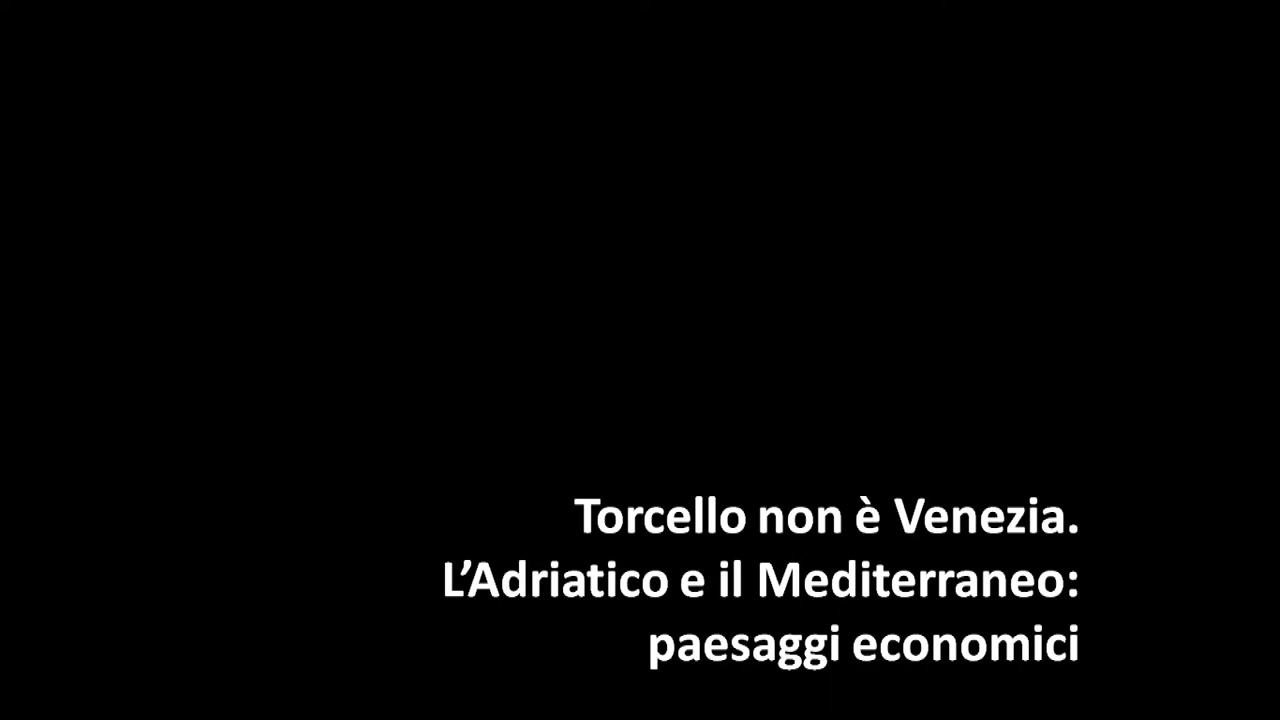 Torcello non è Venezia.
L’Adriatico e il Mediterraneo:
paesaggi economici